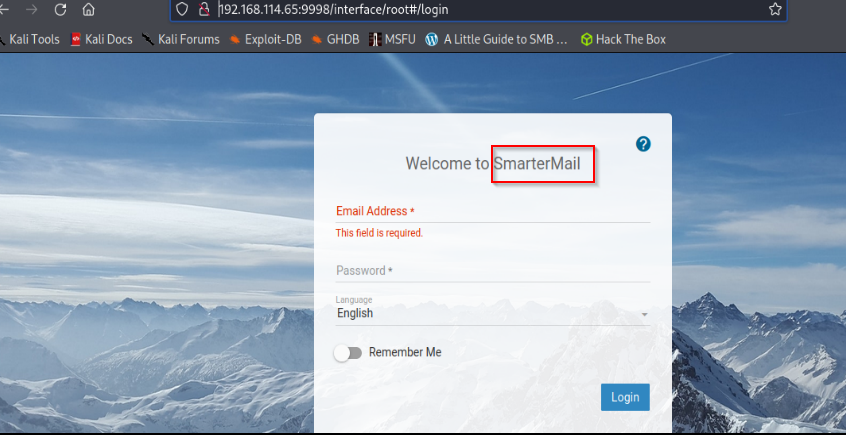 192.168.114.65:9998/interface/root#/login
Kali Tools Kali Docs Kali Forums Exploit-DB GHDB MSFU A Little Guide to SMB ... Hack The Box
?
Welcome to SmarterMail
Email Address *
This field is required.
Password *
Language
English
Remember Me
Login